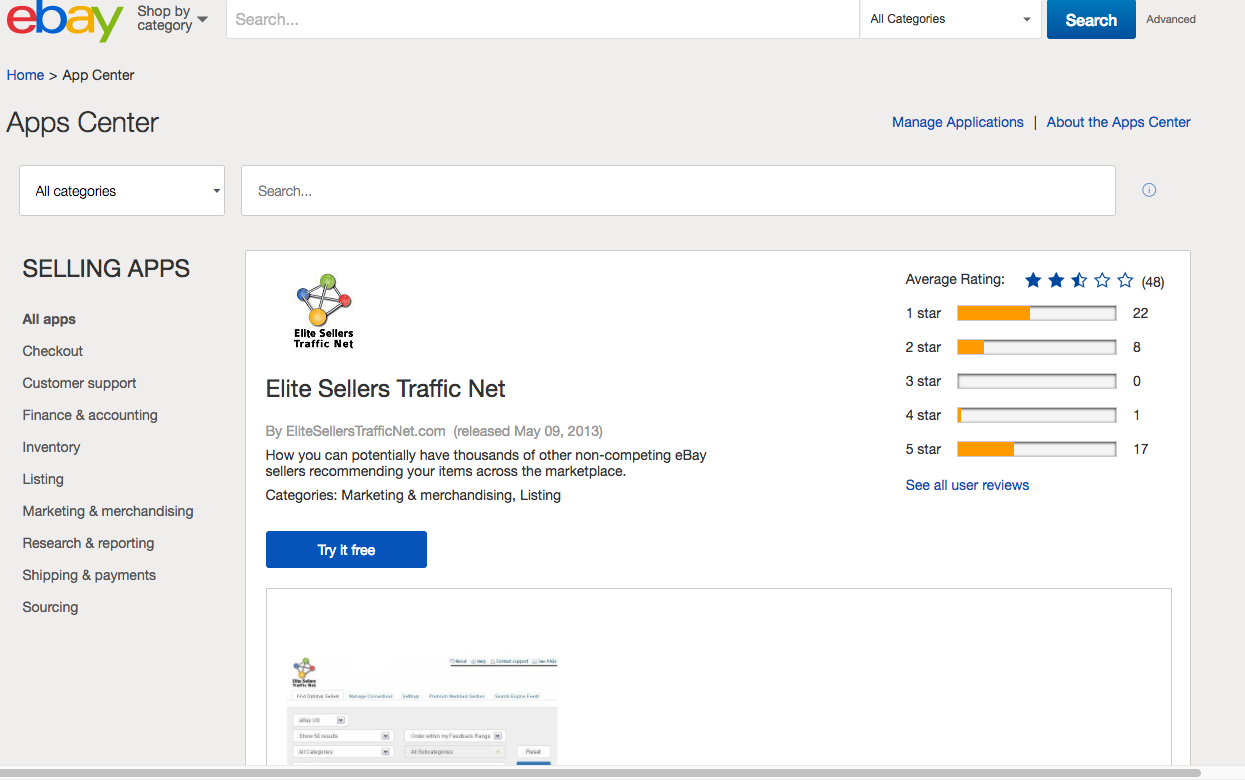 ebay
Shop by
category
Search...
All Categories
Search
Advanced
Home > App Center
Apps Center
Manage Applications | About the Apps Center
All categories
Search...
SELLING APPS
All apps
Checkout
Customer support
Finance & accounting
Inventory
Listing
Marketing & merchandising
Research & reporting
Shipping & payments
Sourcing
Elite Sellers
Traffic Net
Elite Sellers Traffic Net
By EliteSellersTrafficNet.com (released May 09, 2013)
How you can potentially have thousands of other non-competing eBay
sellers recommending your items across the marketplace.
Categories: Marketing & merchandising, Listing
Try it free
Average Rating: (48)
1 star 22
2 star 8
3 star 0
4 star 1
5 star 17
See all user reviews
About Help Contact support See FAQs
Elite Sellers
Traffic Net
Find Optimal Sellers Manage Connections Settings Premium Member Sellers Search Engine Feeds
eBay US
Show 50 results
Order within my Feedback Range
All Categories
All Subcategories
Reset